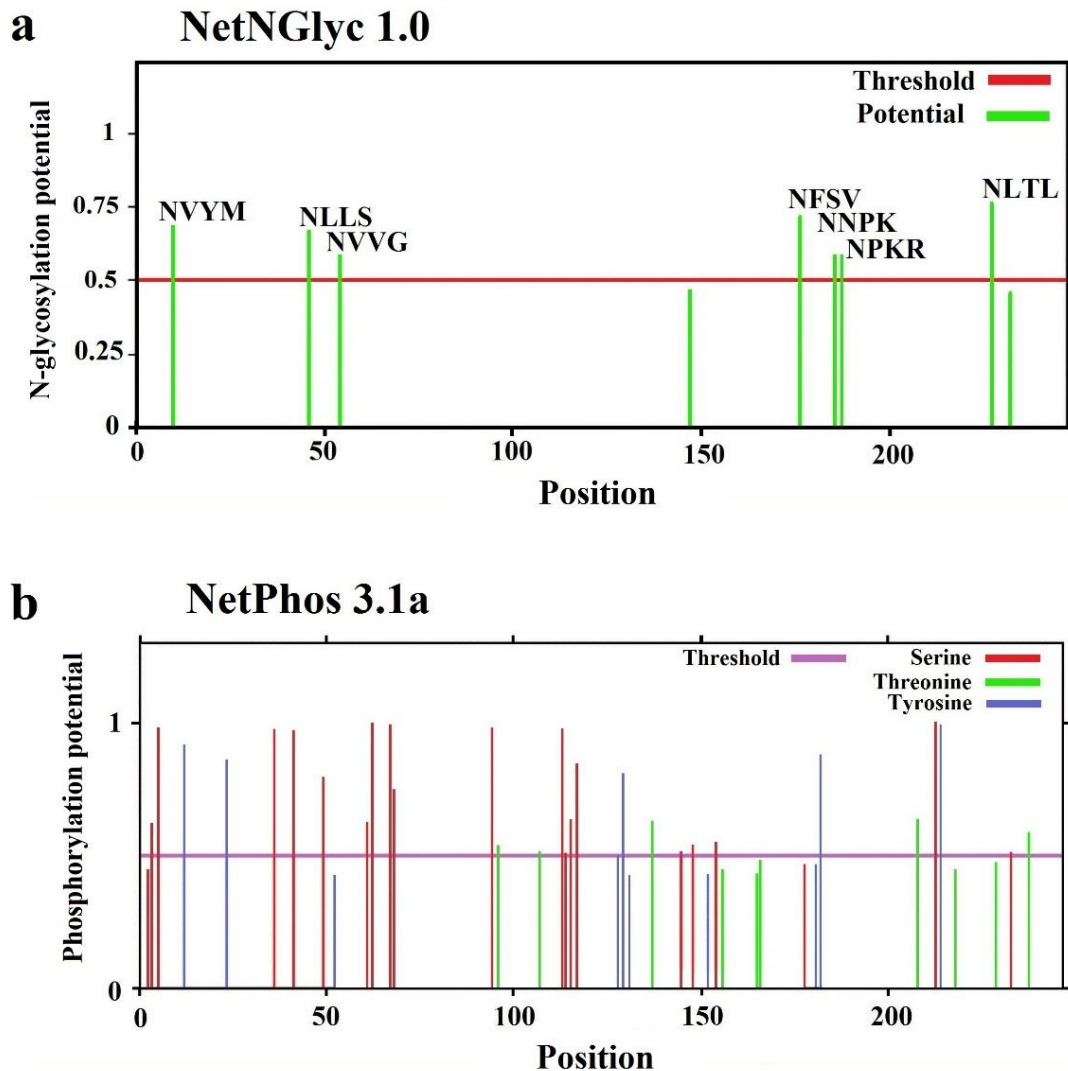 a NetNGlyc 1.0
Threshold
Potential
N-glycosylation potential
1
0.75
0.5
0.25
0
NVYM
NLLS
NVVG
NFSV
NNPK
NPKR
NLTL
0 50 100 150 200
Position
b NetPhos 3.1a
Threshold Serine
Threonine
Tyrosine
Phosphorylation potential
1
0
0 50 100 150 200
Position